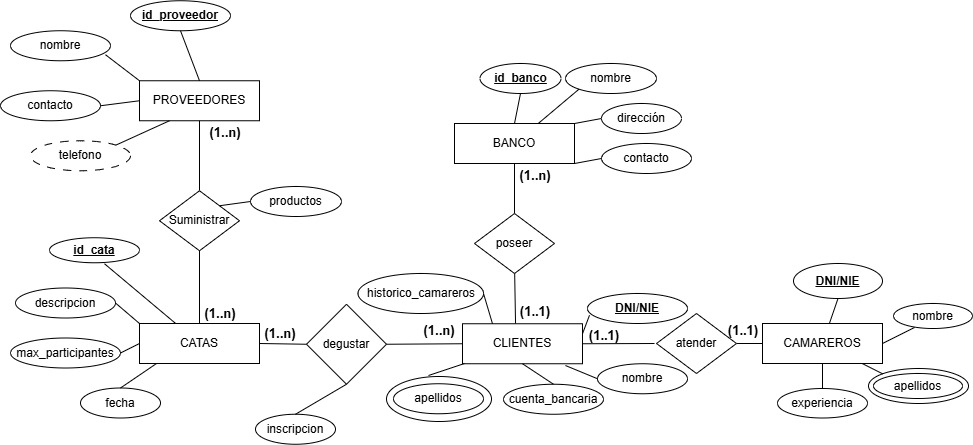 id_proveedor
nombre
PROVEEDORES
contacto
telefono
(1..n)
Suministrar
productos
id_banco
nombre
dirección
BANCO
contacto
(1..n)
poseer
id_cata
descripcion
max_participantes
fecha
(1..n)
CATAS
(1..n)
degustar
inscripcion
(1..n)
historico_camareros
(1..1)
DNI/NIE
CLIENTES
(1..1)
apellidos
cuenta_bancaria
nombre
atender
(1..1)
DNI/NIE
nombre
CAMAREROS
experiencia
apellidos